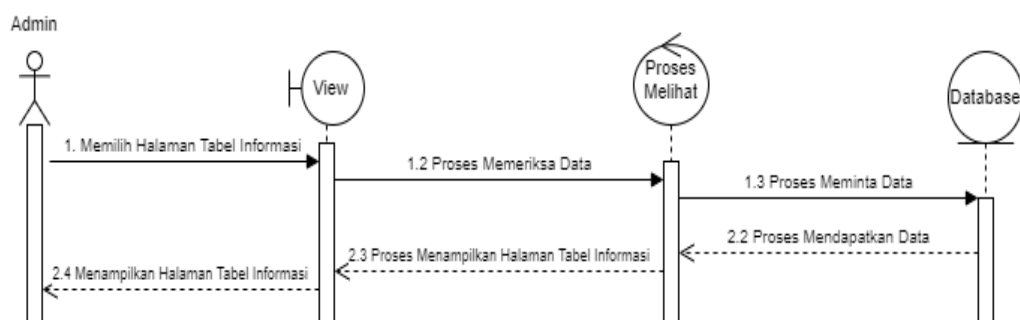 Admin
View
Proses
Melihat
Database
1. Memilih Halaman Tabel Informasi
1.2 Proses Memeriksa Data
1.3 Proses Meminta Data
2.2 Proses Mendapatkan Data
2.3 Proses Menampilkan Halaman Tabel Informasi
2.4 Menampilkan Halaman Tabel Informasi